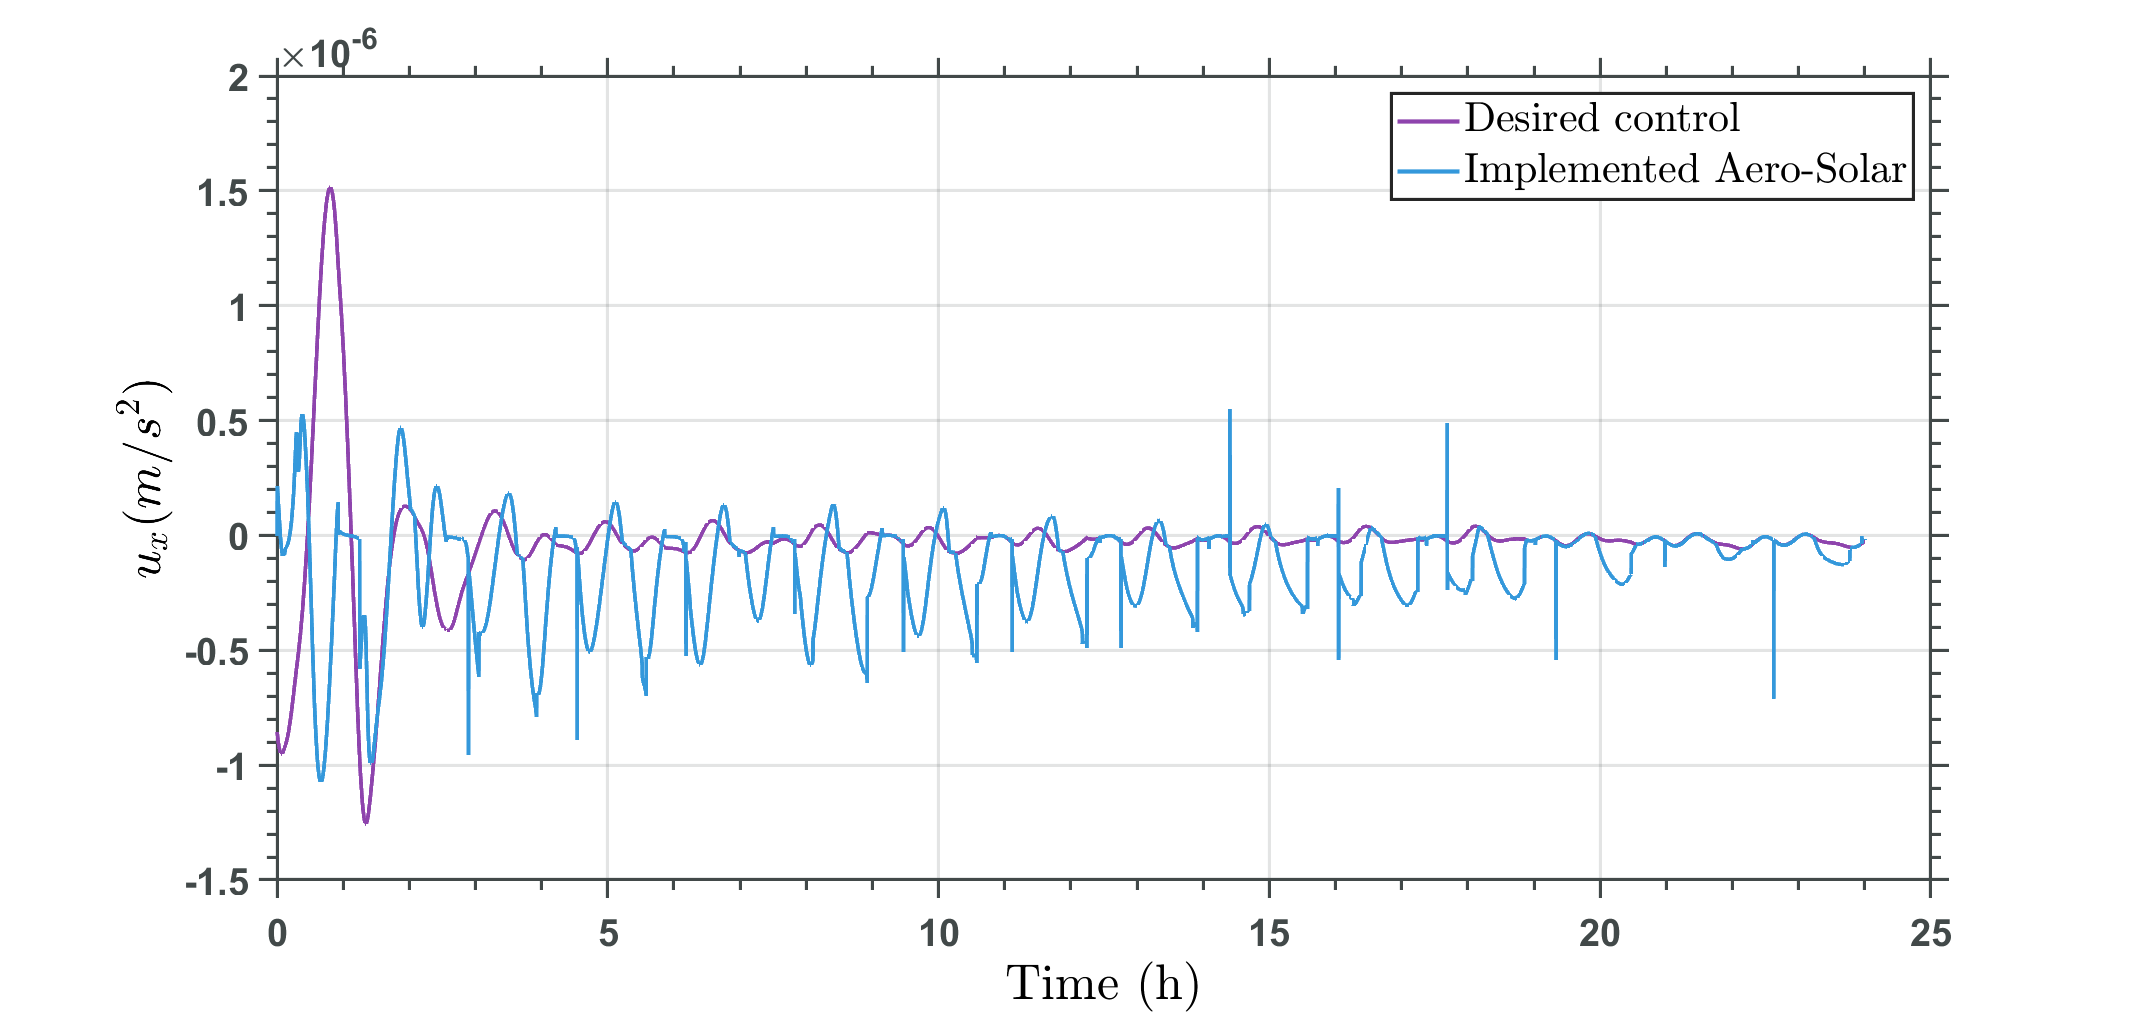 ×10^-6
2
1.5
1
0.5
0
-0.5
-1
-1.5
u_x(m/s^2)
Desired control
Implemented Aero-Solar
0 5 10 15 20 25
Time (h)